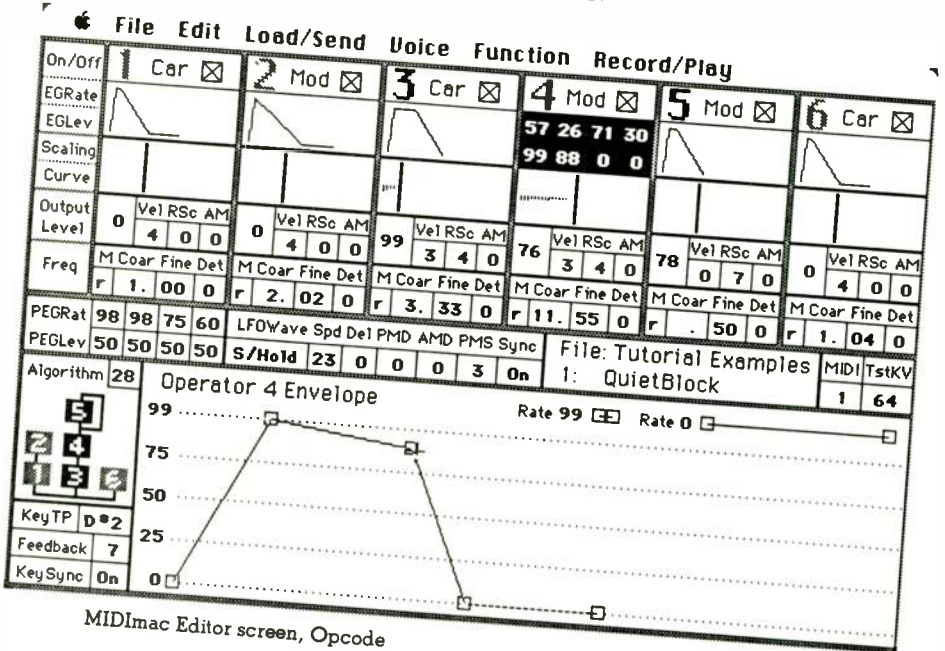 File Edit Load/Send Voice Function Record/Play
On/Off 1 Car 2 Mod 3 Car 4 Mod 5 Mod 6 Car
EGRate 57 26 71 30
EGLev 99 88 0 0
Scaling
Curve
Output Vel RSc AM Vel RSc AM Vel RSc AM Vel RSc AM Vel RSc AM Vel RSc AM
Level 0 4 0 0 0 4 0 0 99 3 4 0 76 3 4 0 78 0 7 0 0 4 0 0
Freq M Coar Fine Det M Coar Fine Det M Coar Fine Det M Coar Fine Det M Coar Fine Det M Coar Fine Det
r 1. 00 0 r 2. 02 0 r 3. 33 0 r 11. 55 0 r . 50 0 r 1. 04 0
PEGRat 98 98 75 60 LFOWave Spd Del PMD AMD PMS Sync File: Tutorial Examples MIDI TstKV
PEGLev 50 50 50 50 S/Hold 23 0 0 0 3 On 1: QuietBlock 1 64
Algorithm 28 Operator 4 Envelope Rate 99 Rate 0
99
75
50
25
0
5
2 4
1 3 6
KeyTP D#2
Feedback 7
KeySync On
MIDImac Editor screen, Opcode